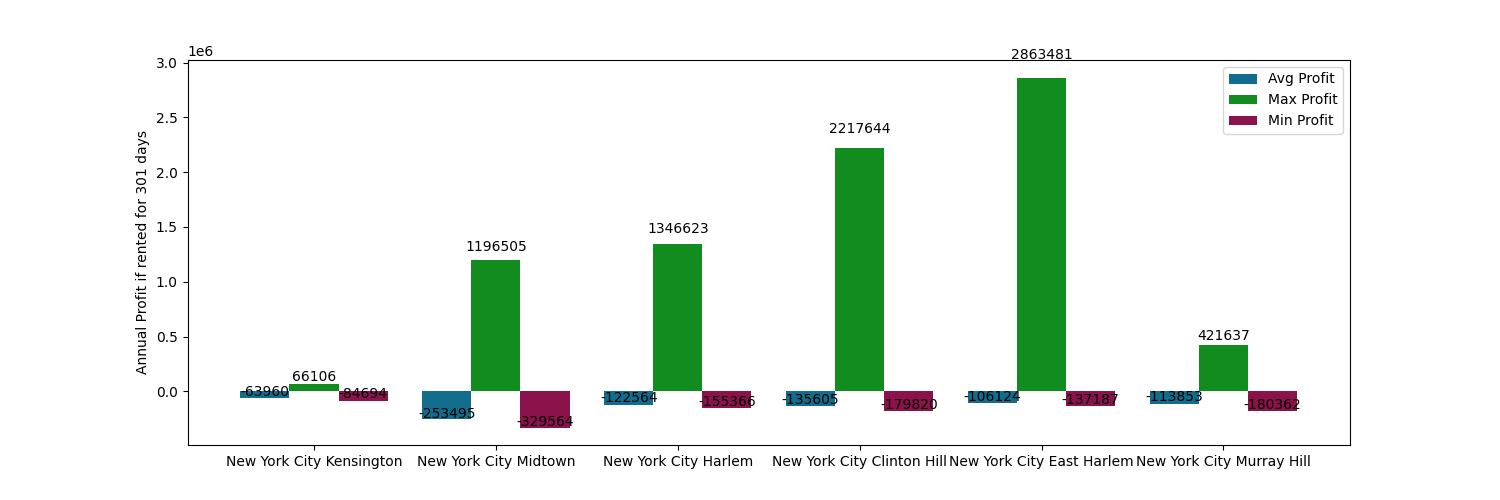 1e6
3.0
2.5
2.0
1.5
1.0
0.5
0.0
Annual Profit if rented for 301 days
Avg Profit
Max Profit
Min Profit
-63960
66106
-84694
-253495
1196505
-329564
-122564
1346623
-155366
-135605
2217644
-179820
-106124
2863481
-137187
-113853
421637
-180362
New York City Kensington
New York City Midtown
New York City Harlem
New York City Clinton Hill
New York City East Harlem
New York City Murray Hill